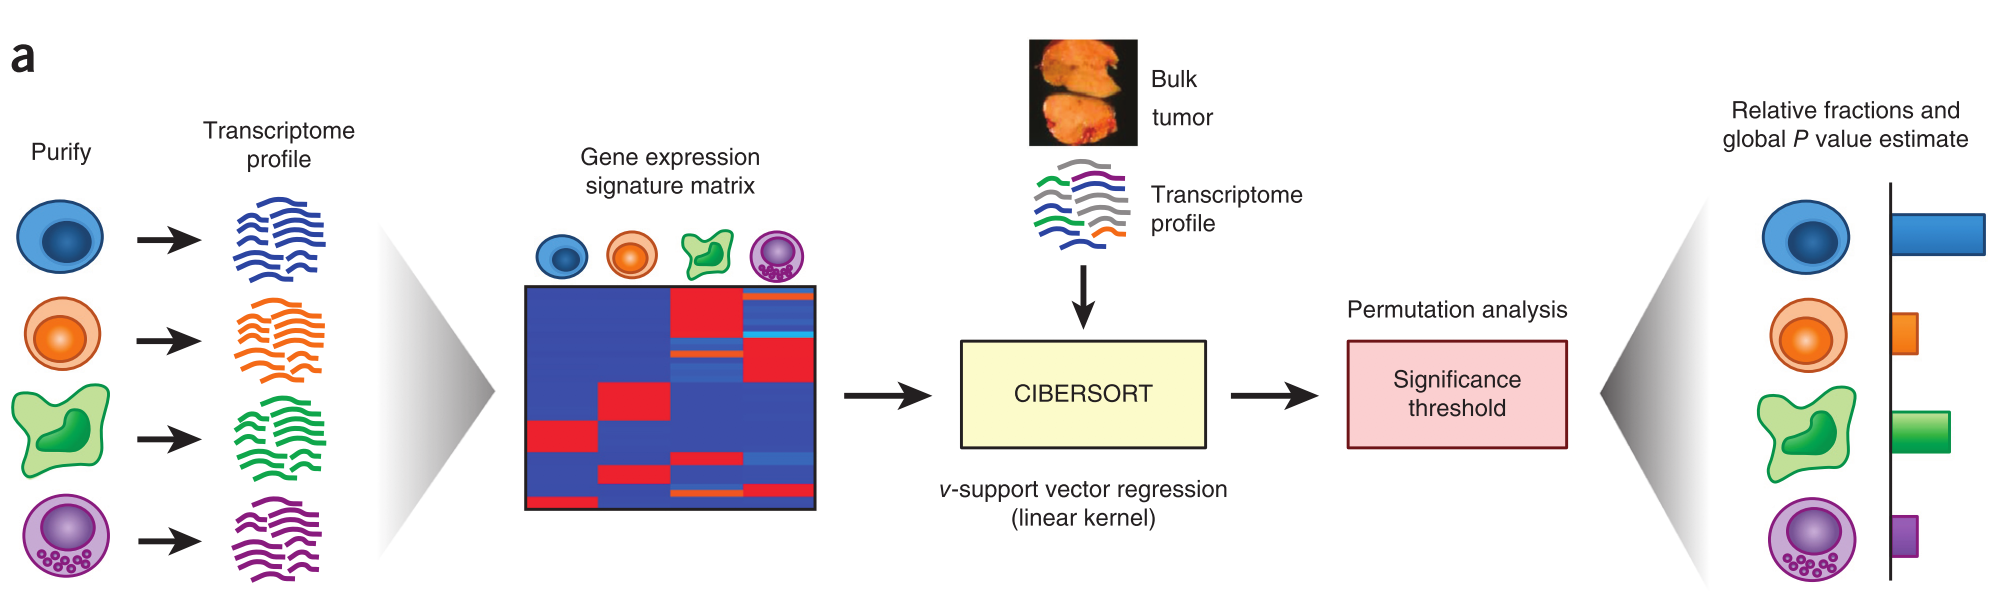 a
Purify
Transcriptome
profile
Gene expression
signature matrix
Bulk
tumor
Transcriptome
profile
CIBERSORT
ν-support vector regression
(linear kernel)
Permutation analysis
Significance
threshold
Relative fractions and
global P value estimate